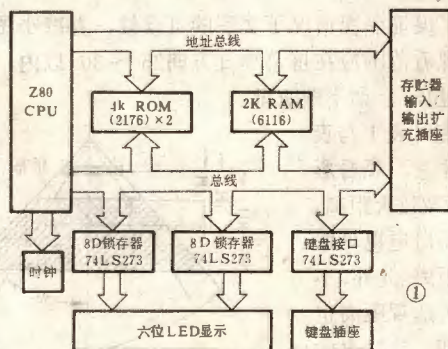 地址总线
Z80
CPU
4k ROM
(2176)×2
2K RAM
(6116)
存贮器
输入、
输出扩
充插座
总线
8D锁存器
74LS273
8D锁存器
74LS273
键盘接口
74LS273
时钟
①
六位LED显示
键盘插座